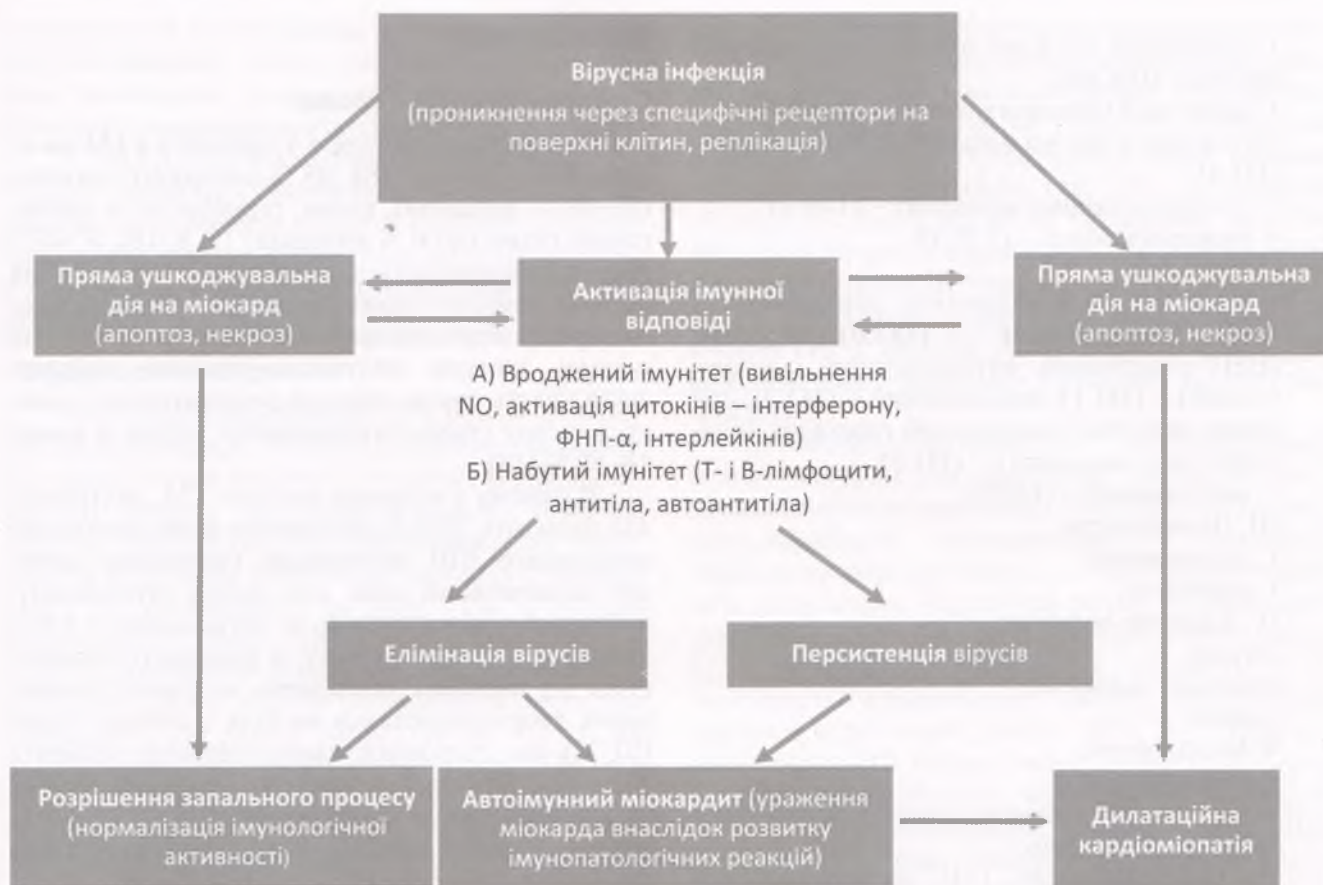 Вірусна інфекція
(проникнення через специфічні рецептори на
поверхні клітин, реплікація)
Пряма ушкоджувальна
дія на міокард
(апоптоз, некроз)
Активація імунної
відповіді
Пряма ушкоджувальна
дія на міокард
(апоптоз, некроз)
А) Вроджений імунітет (вивільнення
NO, активація цитокінів – інтерферону,
ФНП-α, інтерлейкінів)
Б) Набутий імунітет (Т- і В-лімфоцити,
антитіла, автоантитіла)
Елімінація вірусів
Персистенція вірусів
Розрішення запального процесу
(нормалізація імунологічної
активності)
Автоімунний міокардит (ураження
міокарда внаслідок розвитку
імунопатологічних реакцій)
Дилатаційна
кардіоміопатія